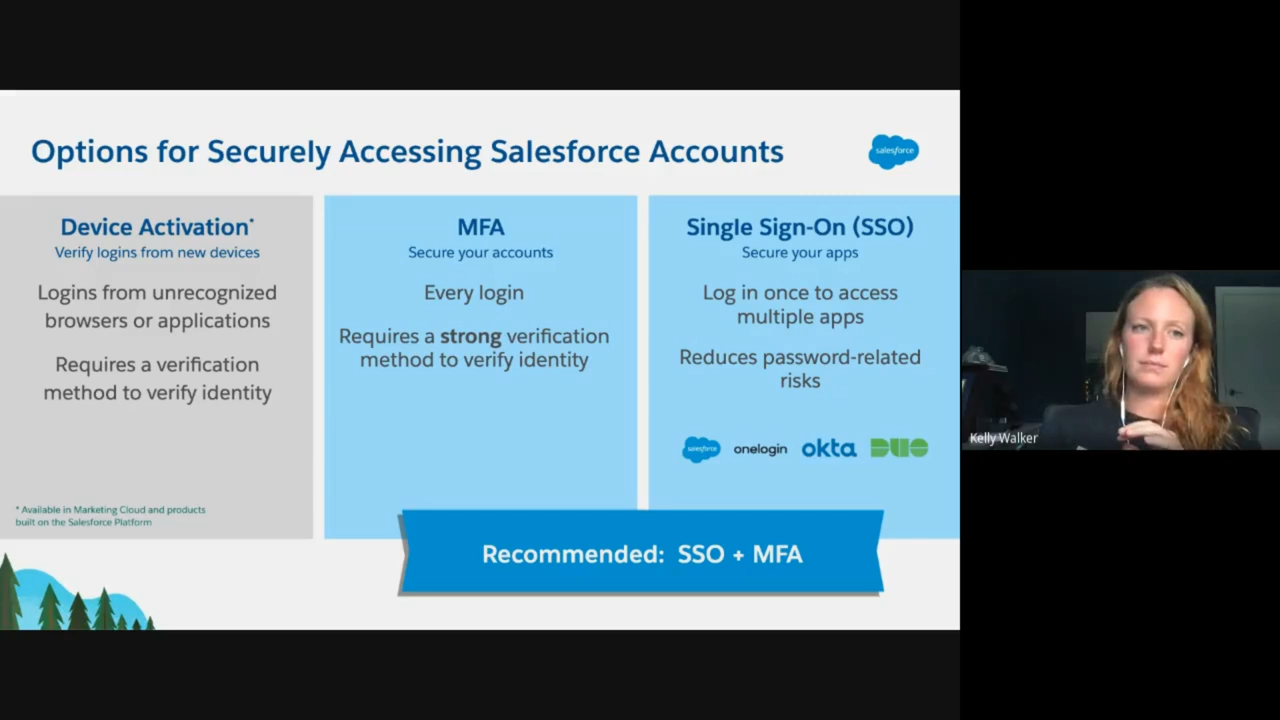 Options for Securely Accessing Salesforce Accounts
salesforce
Device Activation*
Verify logins from new devices
Logins from unrecognized
browsers or applications
Requires a verification
method to verify identity
* Available in Marketing Cloud and products
built on the Salesforce Platform
MFA
Secure your accounts
Every login
Requires a strong verification
method to verify identity
Single Sign-On (SSO)
Secure your apps
Log in once to access
multiple apps
Reduces password-related
risks
salesforce onelogin okta DUO
Recommended: SSO + MFA
Kelly Walker